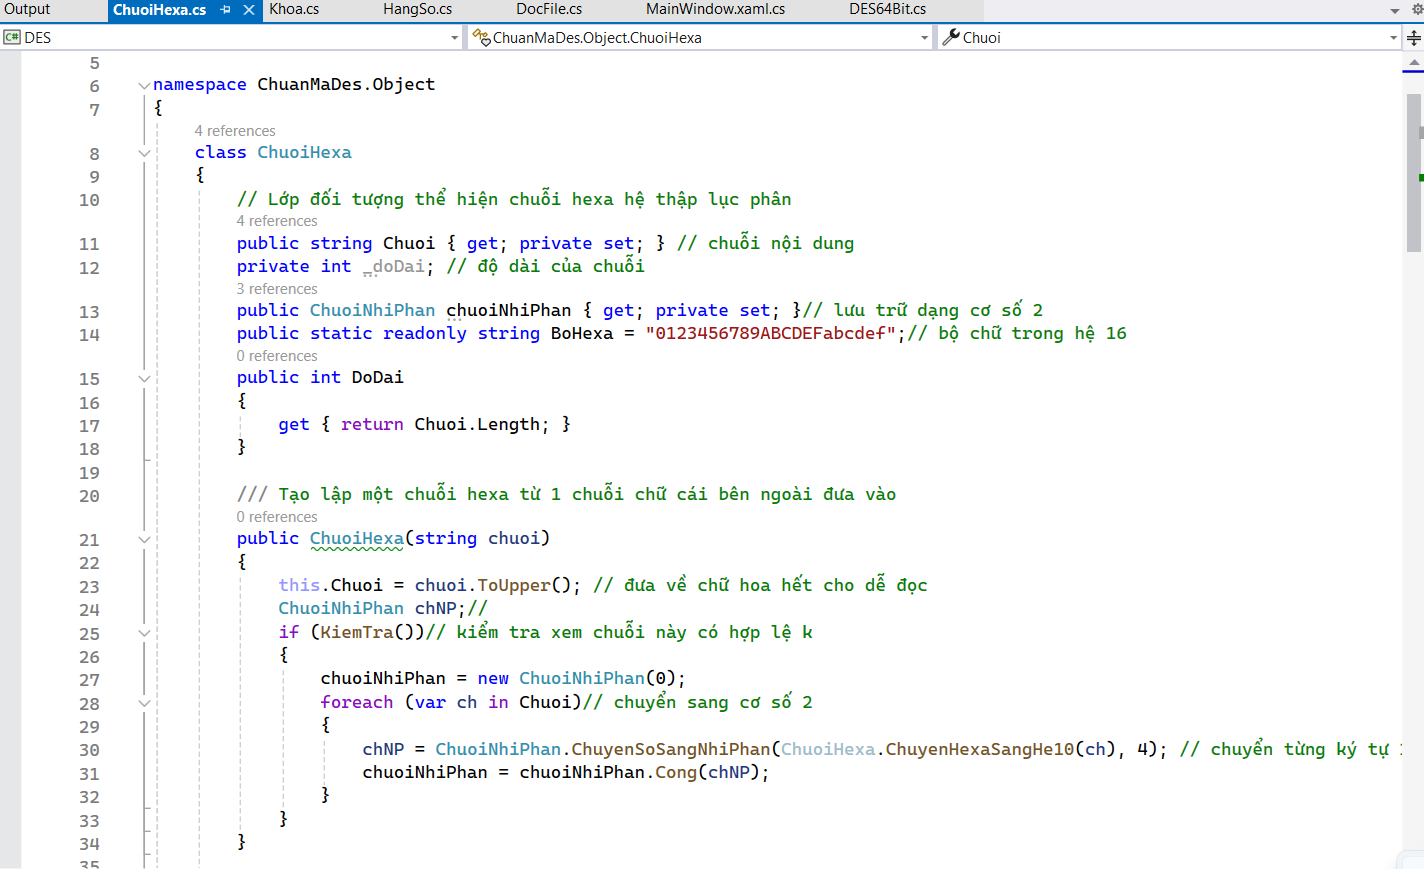 Output ChuoiHexa.cs Khoa.cs HangSo.cs DocFile.cs MainWindow.xaml.cs DES64Bit.cs
C# DES ChuanMaDes.Object.ChuoiHexa Chuoi
5
6 namespace ChuanMaDes.Object
7 {
4 references
8 class ChuoiHexa
9 {
10 // Lớp đối tượng thể hiện chuỗi hexa hệ thập lục phân
4 references
11 public string Chuoi { get; private set; } // chuỗi nội dung
12 private int _doDai; // độ dài của chuỗi
3 references
13 public ChuoiNhiPhan chuoiNhiPhan { get; private set; }// lưu trữ dạng cơ số 2
14 public static readonly string BoHexa = "0123456789ABCDEFabcdef";// bộ chữ trong hệ 16
0 references
15 public int DoDai
16 {
17 get { return Chuoi.Length; }
18 }
19
20 /// Tạo lập một chuỗi hexa từ 1 chuỗi chữ cái bên ngoài đưa vào
0 references
21 public ChuoiHexa(string chuoi)
22 {
23 this.Chuoi = chuoi.ToUpper(); // đưa về chữ hoa hết cho dễ đọc
24 ChuoiNhiPhan chNP;//
25 if (KiemTra())// kiểm tra xem chuỗi này có hợp lệ k
26 {
27 chuoiNhiPhan = new ChuoiNhiPhan(0);
28 foreach (var ch in Chuoi)// chuyển sang cơ số 2
29 {
30 chNP = ChuoiNhiPhan.ChuyenSoSangNhiPhan(ChuoiHexa.ChuyenHexaSangHe10(ch), 4); // chuyển từng ký tự
31 chuoiNhiPhan = chuoiNhiPhan.Cong(chNP);
32 }
33 }
34 }
35